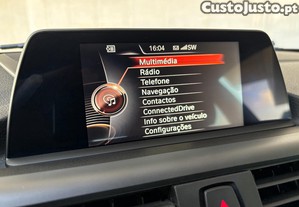 Custojusto.pt
16:04 SW
Multimédia
Rádio
Telefone
Navegação
Contactos
ConnectedDrive
Info sobre o veículo
Configurações